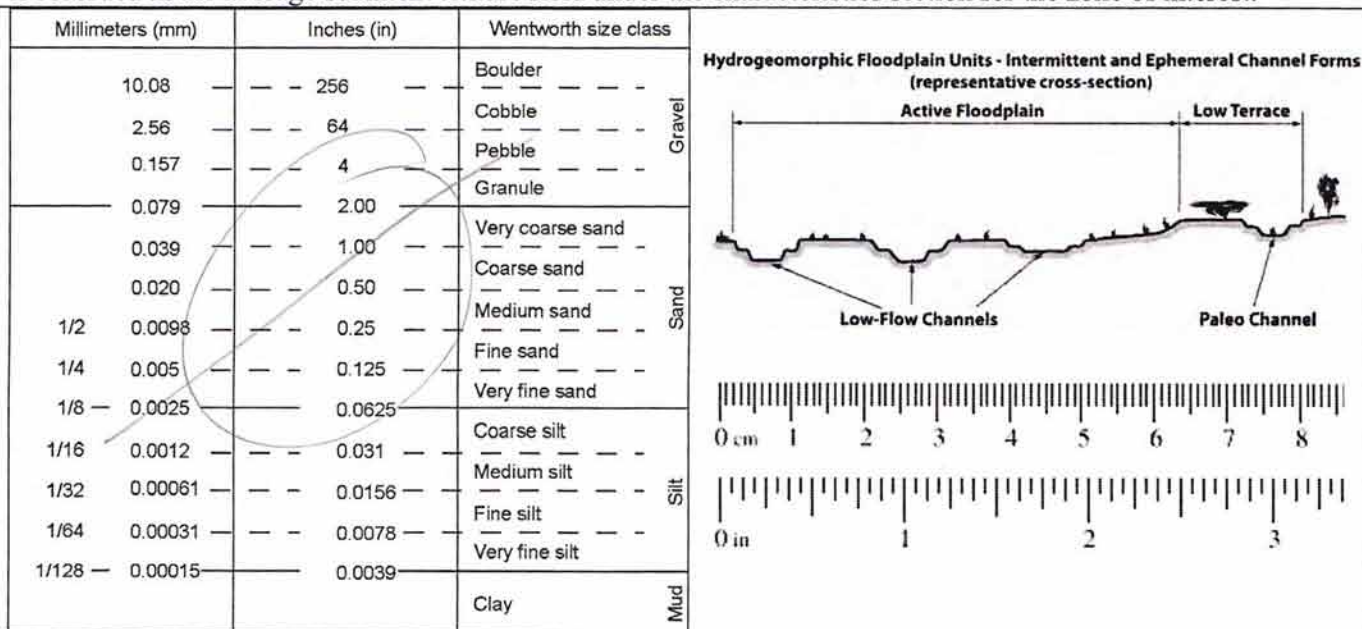 Millimeters (mm) Inches (in) Wentworth size class
Boulder
10.08 256
Cobble
2.56 64
Pebble
0.157 4
Granule
0.079 2.00
Very coarse sand
0.039 1.00
Coarse sand
0.020 0.50
Medium sand
1/2 0.0098 0.25
Fine sand
1/4 0.005 0.125
Very fine sand
1/8 0.0025 0.0625
Coarse silt
1/16 0.0012 0.031
Medium silt
1/32 0.00061 0.0156
Fine silt
1/64 0.00031 0.0078
Very fine silt
1/128 0.00015 0.0039
Clay
Gravel
Sand
Silt
Mud
Hydrogeomorphic Floodplain Units - Intermittent and Ephemeral Channel Forms
(representative cross-section)
Active Floodplain Low Terrace
Low-Flow Channels Paleo Channel
0 cm 1 2 3 4 5 6 7 8
0 in 1 2 3